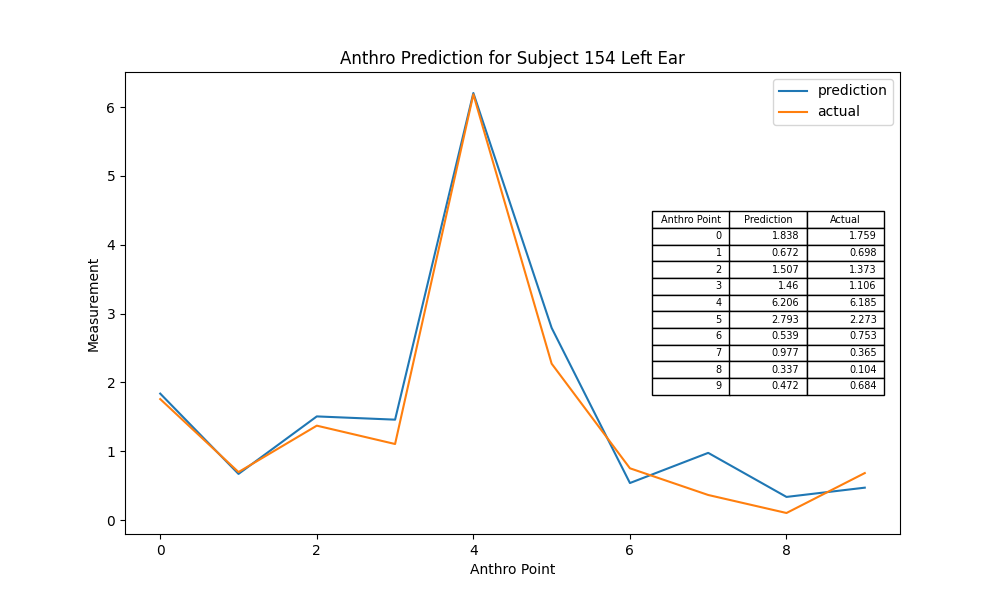 Anthro Prediction for Subject 154 Left Ear
prediction
actual
6
5
4
3
2
1
0
Measurement
Anthro Point Prediction Actual
0 1.838 1.759
1 0.672 0.698
2 1.507 1.373
3 1.46 1.106
4 6.206 6.185
5 2.793 2.273
6 0.539 0.753
7 0.977 0.365
8 0.337 0.104
9 0.472 0.684
0 2 4 6 8
Anthro Point